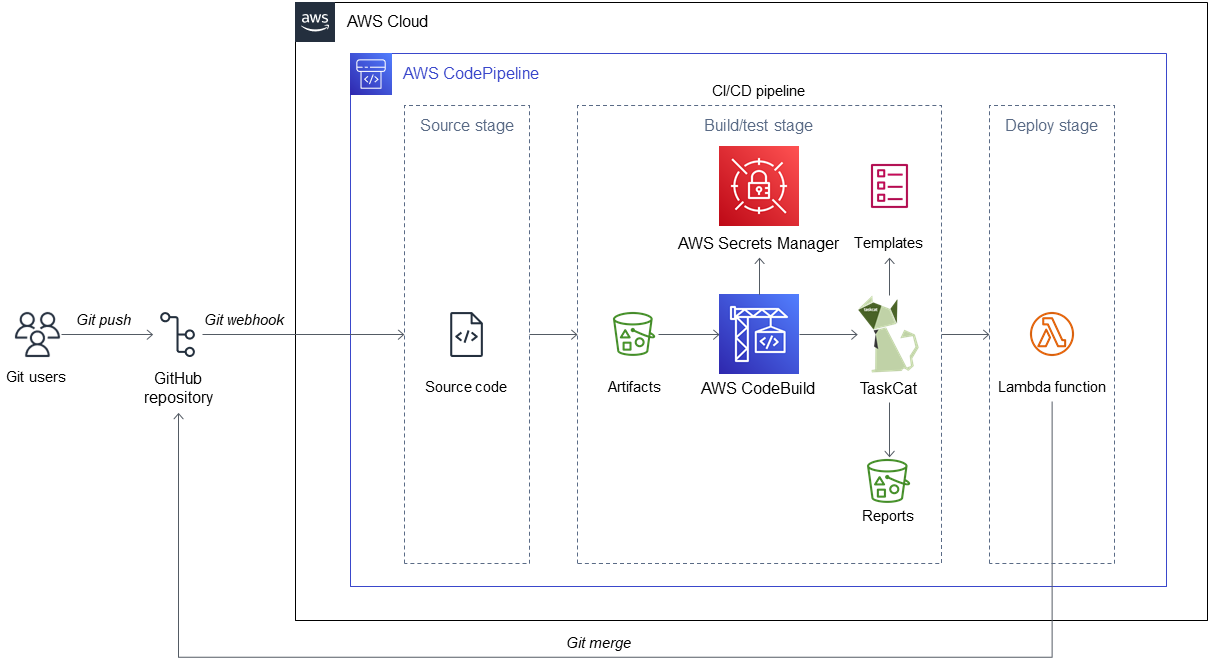 aws
AWS Cloud
AWS CodePipeline
CI/CD pipeline
Source stage
Build/test stage
Deploy stage
AWS Secrets Manager
Templates
Git push
Git webhook
taskcat
Git users
GitHub
repository
Source code
Artifacts
AWS CodeBuild
TaskCat
Lambda function
Reports
Git merge